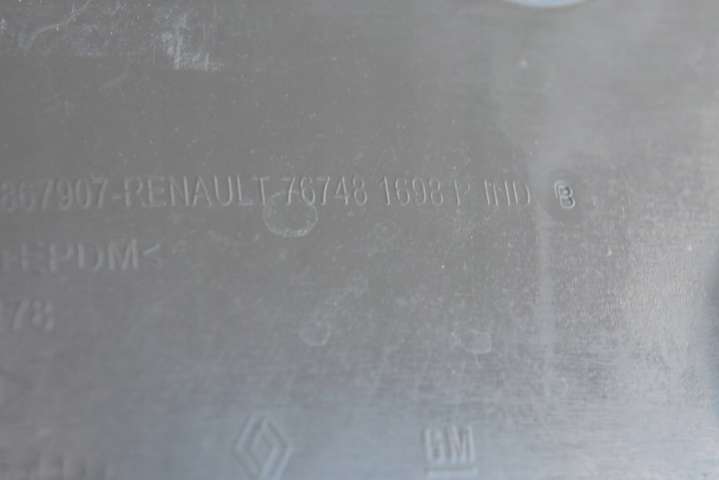 867907-RENAULT 76748 1698 P IND B
EPDM<
78
GM